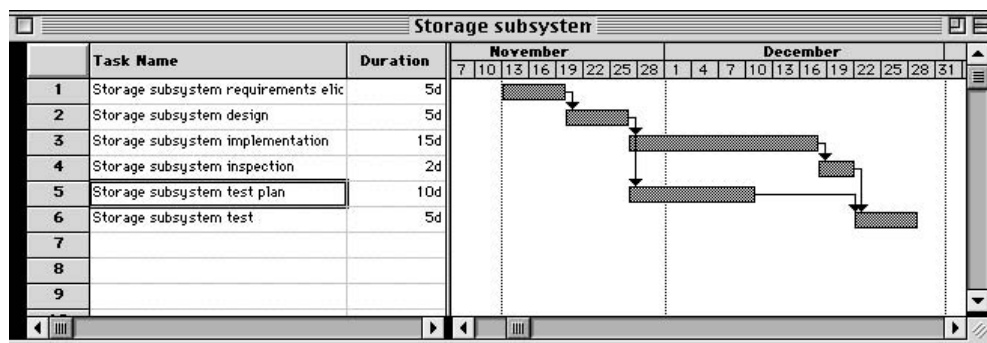 Storage subsysten
Task Name Duration November December
7 10 13 16 19 22 25 28 1 4 7 10 13 16 19 22 25 28 31
1 Storage subsystem requirements elic 5d
2 Storage subsystem design 5d
3 Storage subsystem implementation 15d
4 Storage subsystem inspection 2d
5 Storage subsystem test plan 10d
6 Storage subsystem test 5d
7
8
9